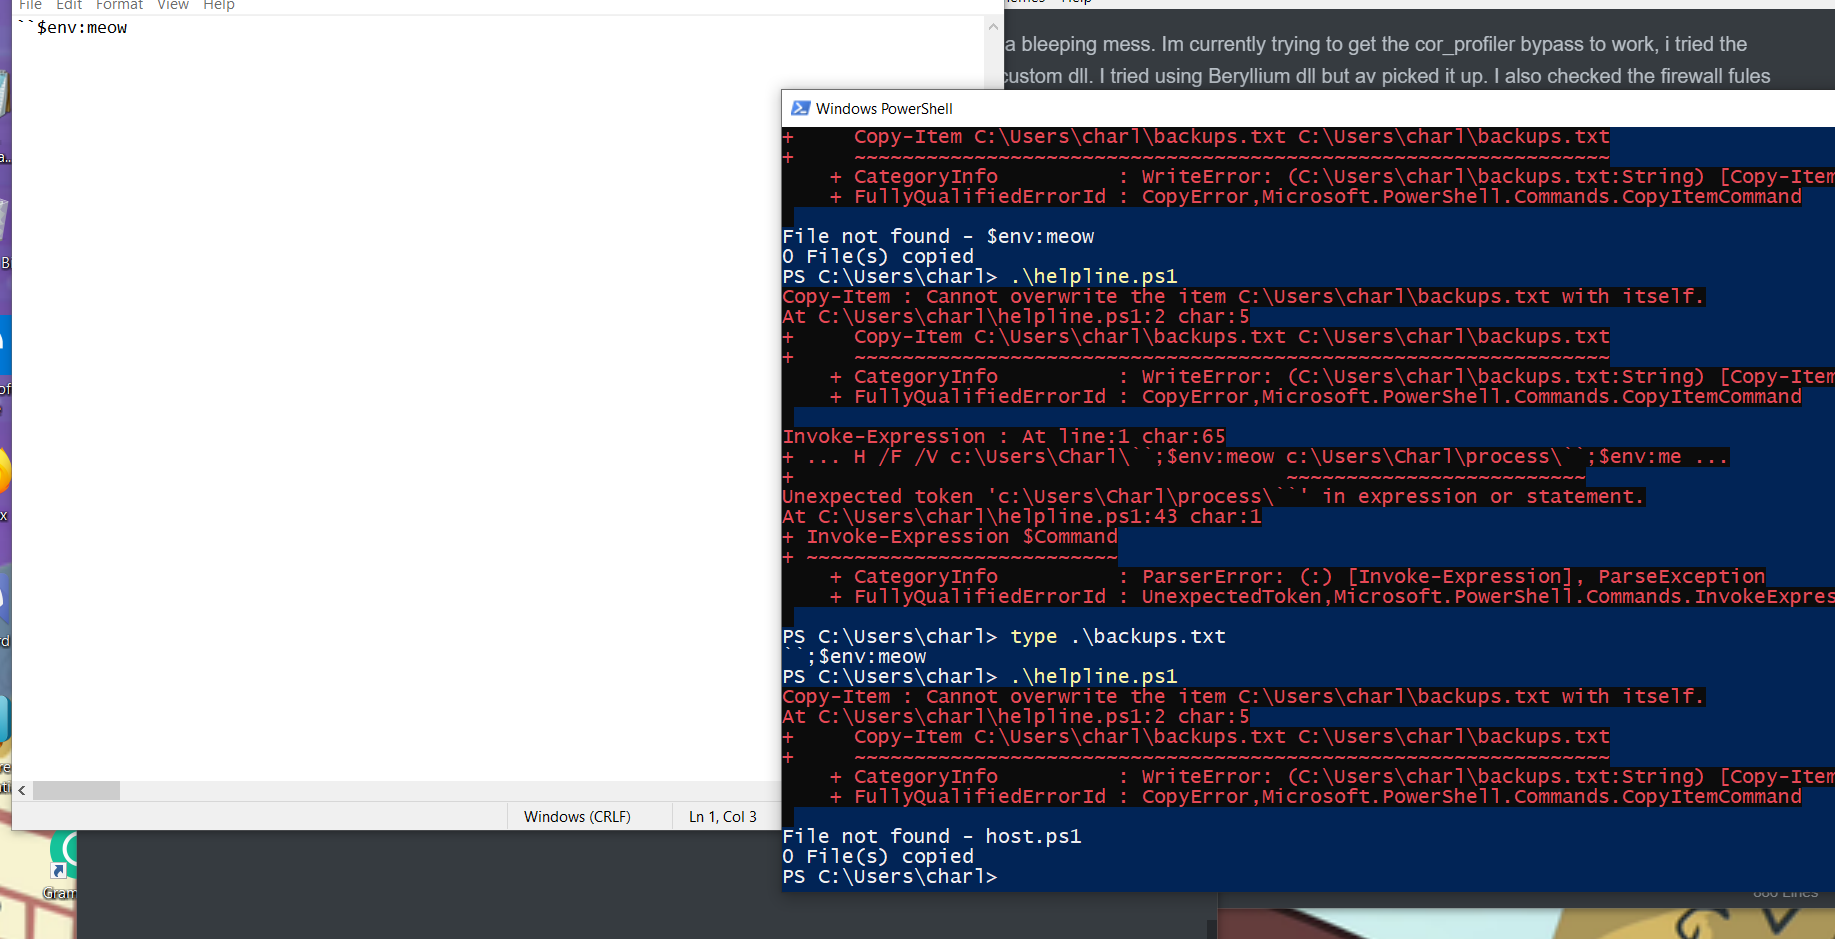 File Edit Format View Help
``$env:meow
Windows (CRLF)
Ln 1, Col 3
Help
a bleeping mess. Im currently trying to get the cor_profiler bypass to work, i tried the
custom dll. I tried using Beryllium dll but av picked it up. I also checked the firewall fules
Windows PowerShell
+ Copy-Item C:\Users\charl\backups.txt C:\Users\charl\backups.txt
+ ~~~~~~~~~~~~~~~~~~~~~~~~~~~~~~~~~~~~~~~~~~~~~~~~~~~~~~~~~~~~~~~
+ CategoryInfo : WriteError: (C:\Users\charl\backups.txt:String) [Copy-Item
+ FullyQualifiedErrorId : CopyError,Microsoft.PowerShell.Commands.CopyItemCommand
File not found - $env:meow
0 File(s) copied
PS C:\Users\charl> .\helpline.ps1
Copy-Item : Cannot overwrite the item C:\Users\charl\backups.txt with itself.
At C:\Users\charl\helpline.ps1:2 char:5
+ Copy-Item C:\Users\charl\backups.txt C:\Users\charl\backups.txt
+ ~~~~~~~~~~~~~~~~~~~~~~~~~~~~~~~~~~~~~~~~~~~~~~~~~~~~~~~~~~~~~~~
+ CategoryInfo : WriteError: (C:\Users\charl\backups.txt:String) [Copy-Item
+ FullyQualifiedErrorId : CopyError,Microsoft.PowerShell.Commands.CopyItemCommand
Invoke-Expression : At line:1 char:65
+ ... H /F /V c:\Users\Charl\``;$env:meow c:\Users\Charl\process\``;$env:me ...
+ ~~~~~~~~~~~~~~~~~~~~~~~~~
Unexpected token 'c:\Users\Charl\process\``' in expression or statement.
At C:\Users\charl\helpline.ps1:43 char:1
+ Invoke-Expression $Command
+ ~~~~~~~~~~~~~~~~~~~~~~~~~~
+ CategoryInfo : ParserError: (:) [Invoke-Expression], ParseException
+ FullyQualifiedErrorId : UnexpectedToken,Microsoft.PowerShell.Commands.InvokeExpres
PS C:\Users\charl> type .\backups.txt
``;$env:meow
PS C:\Users\charl> .\helpline.ps1
Copy-Item : Cannot overwrite the item C:\Users\charl\backups.txt with itself.
At C:\Users\charl\helpline.ps1:2 char:5
+ Copy-Item C:\Users\charl\backups.txt C:\Users\charl\backups.txt
+ ~~~~~~~~~~~~~~~~~~~~~~~~~~~~~~~~~~~~~~~~~~~~~~~~~~~~~~~~~~~~~~~
+ CategoryInfo : WriteError: (C:\Users\charl\backups.txt:String) [Copy-Item
+ FullyQualifiedErrorId : CopyError,Microsoft.PowerShell.Commands.CopyItemCommand
File not found - host.ps1
0 File(s) copied
PS C:\Users\charl>
Gram